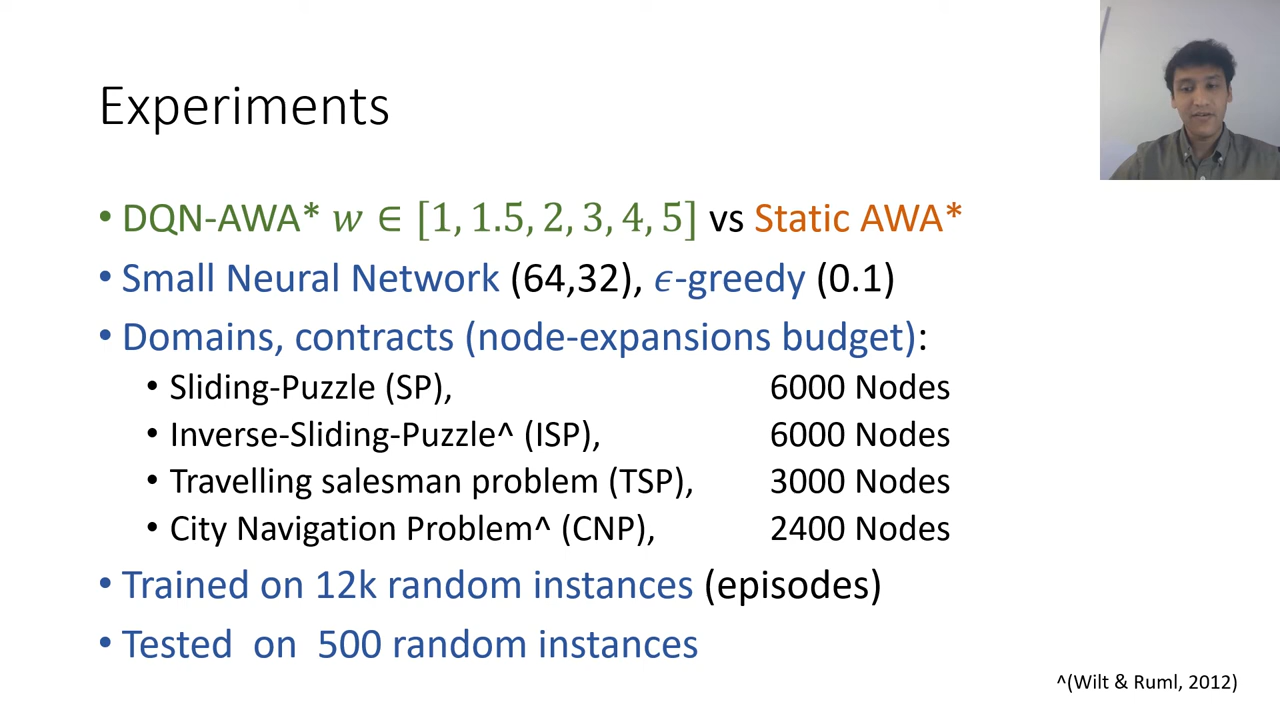 Experiments
• DQN-AWA* w ∈ [1, 1.5, 2, 3, 4, 5] vs Static AWA*
• Small Neural Network (64,32), ϵ-greedy (0.1)
• Domains, contracts (node-expansions budget):
• Sliding-Puzzle (SP), 6000 Nodes
• Inverse-Sliding-Puzzle^ (ISP), 6000 Nodes
• Travelling salesman problem (TSP), 3000 Nodes
• City Navigation Problem^ (CNP), 2400 Nodes
• Trained on 12k random instances (episodes)
• Tested on 500 random instances
^(Wilt & Ruml, 2012)